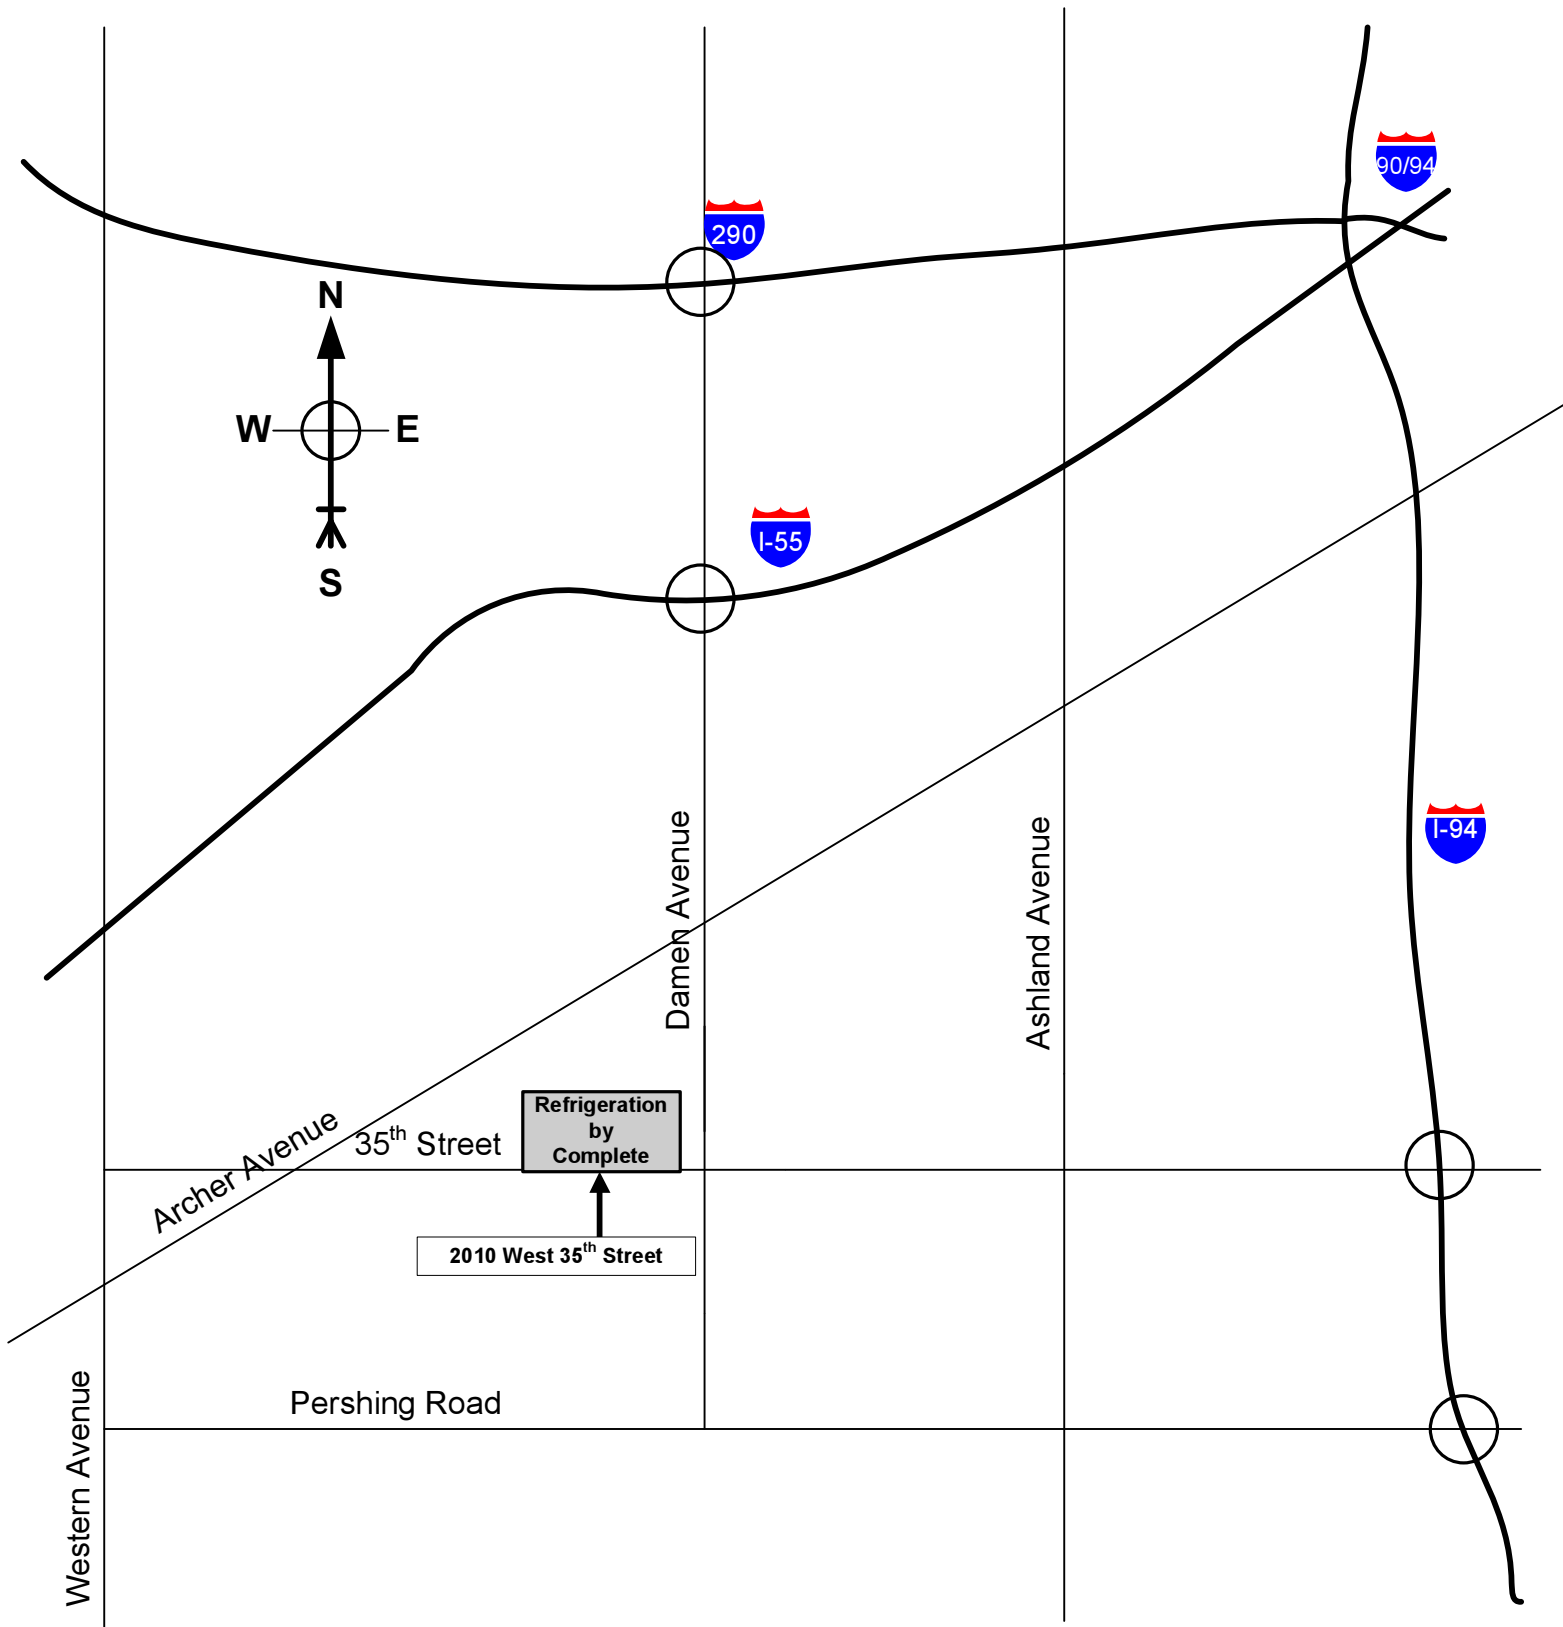 90/94
290
N
W
E
I-55
S
Damen Avenue
Ashland Avenue
I-94
Refrigeration
by
Complete
35th Street
Archer Avenue
2010 West 35th Street
Pershing Road
Western Avenue